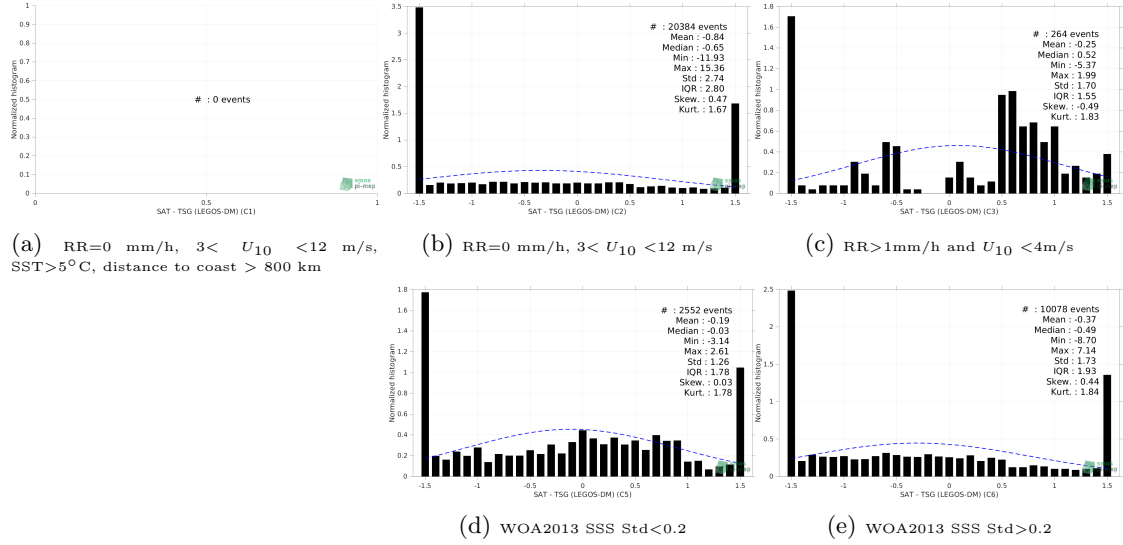 1
0.9
0.8
0.7
0.6
0.5
0.4
0.3
0.2
0.1
0
Normalized histogram
# : 0 events
smos
pi-mep
0 0.5 1
SAT - TSG (LEGOS-DM) (C1)
(a) RR=0 mm/h, 3< U10 <12 m/s,
SST>5°C, distance to coast > 800 km
3.5
3
2.5
2
1.5
1
0.5
0
Normalized histogram
# : 20384 events
Mean : -0.84
Median : -0.65
Min : -11.93
Max : 15.36
Std : 2.74
IQR : 2.80
Skew. : 0.47
Kurt. : 1.67
pi-mep
-1.5 -1 -0.5 0 0.5 1 1.5
SAT - TSG (LEGOS-DM) (C2)
(b) RR=0 mm/h, 3< U10 <12 m/s
1.8
1.6
1.4
1.2
1
0.8
0.6
0.4
0.2
0
Normalized histogram
# : 264 events
Mean : -0.25
Median : 0.52
Min : -5.37
Max : 1.99
Std : 1.70
IQR : 1.55
Skew. : -0.49
Kurt. : 1.83
pi-mep
-1.5 -1 -0.5 0 0.5 1 1.5
SAT - TSG (LEGOS-DM) (C3)
(c) RR>1mm/h and U10 <4m/s
1.8
1.6
1.4
1.2
1
0.8
0.6
0.4
0.2
0
Normalized histogram
# : 2552 events
Mean : -0.19
Median : -0.03
Min : -3.14
Max : 2.61
Std : 1.26
IQR : 1.78
Skew. : 0.03
Kurt. : 1.78
pi-mep
-1.5 -1 -0.5 0 0.5 1 1.5
SAT - TSG (LEGOS-DM) (C5)
(d) WOA2013 SSS Std<0.2
2.5
2
1.5
1
0.5
0
Normalized histogram
# : 10078 events
Mean : -0.37
Median : -0.49
Min : -8.70
Max : 7.14
Std : 1.73
IQR : 1.93
Skew. : 0.44
Kurt. : 1.84
pi-mep
-1.5 -1 -0.5 0 0.5 1 1.5
SAT - TSG (LEGOS-DM) (C6)
(e) WOA2013 SSS Std>0.2